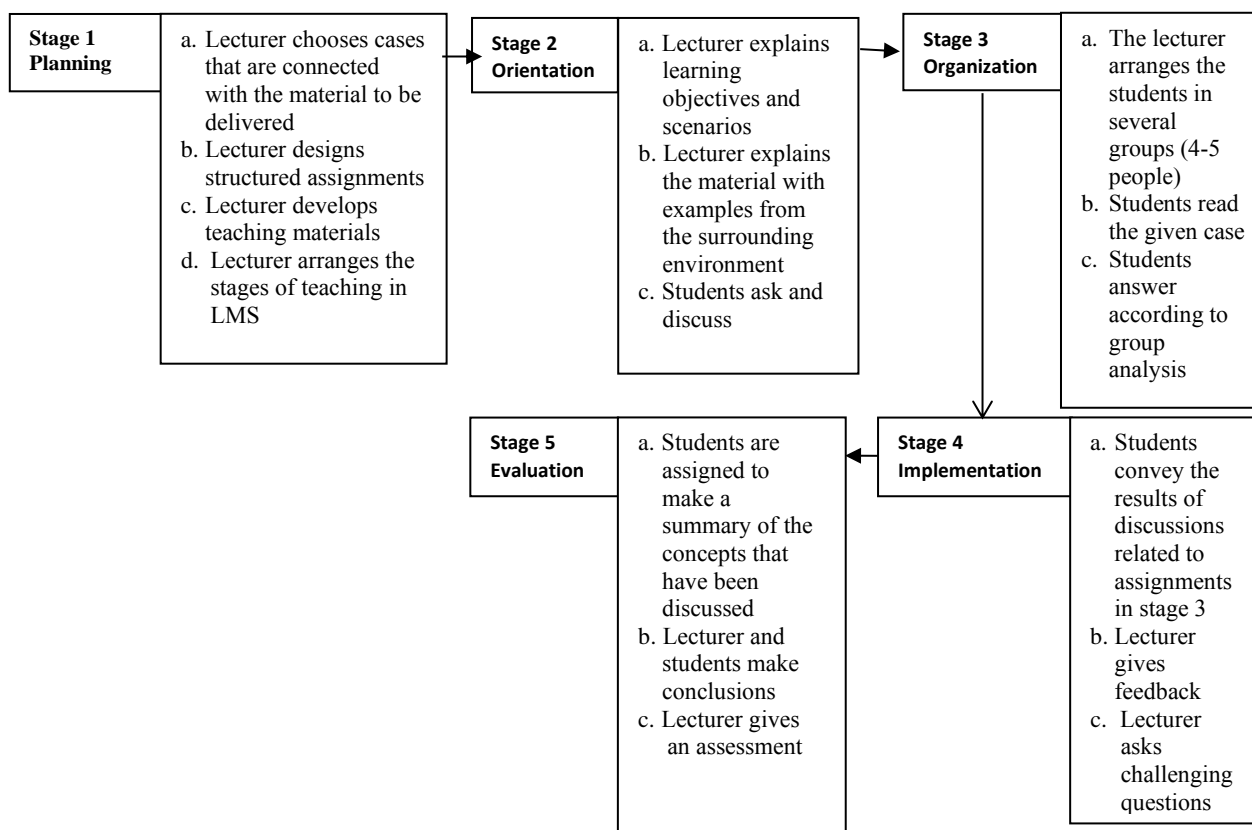 Stage 1
Planning
a. Lecturer chooses cases
that are connected
with the material to be
delivered
b. Lecturer designs
structured assignments
c. Lecturer develops
teaching materials
d. Lecturer arranges the
stages of teaching in
LMS
Stage 2
Orientation
a. Lecturer explains
learning
objectives and
scenarios
b. Lecturer explains
the material with
examples from
the surrounding
environment
c. Students ask and
discuss
Stage 3
Organization
a. The lecturer
arranges the
students in
several
groups (4-5
people)
b. Students read
the given case
c. Students
answer
according to
group
analysis
Stage 4
Implementation
a. Students
convey the
results of
discussions
related to
assignments
in stage 3
b. Lecturer
gives
feedback
c. Lecturer
asks
challenging
questions
Stage 5
Evaluation
a. Students are
assigned to
make a
summary of the
concepts that
have been
discussed
b. Lecturer and
students make
conclusions
c. Lecturer gives
an assessment